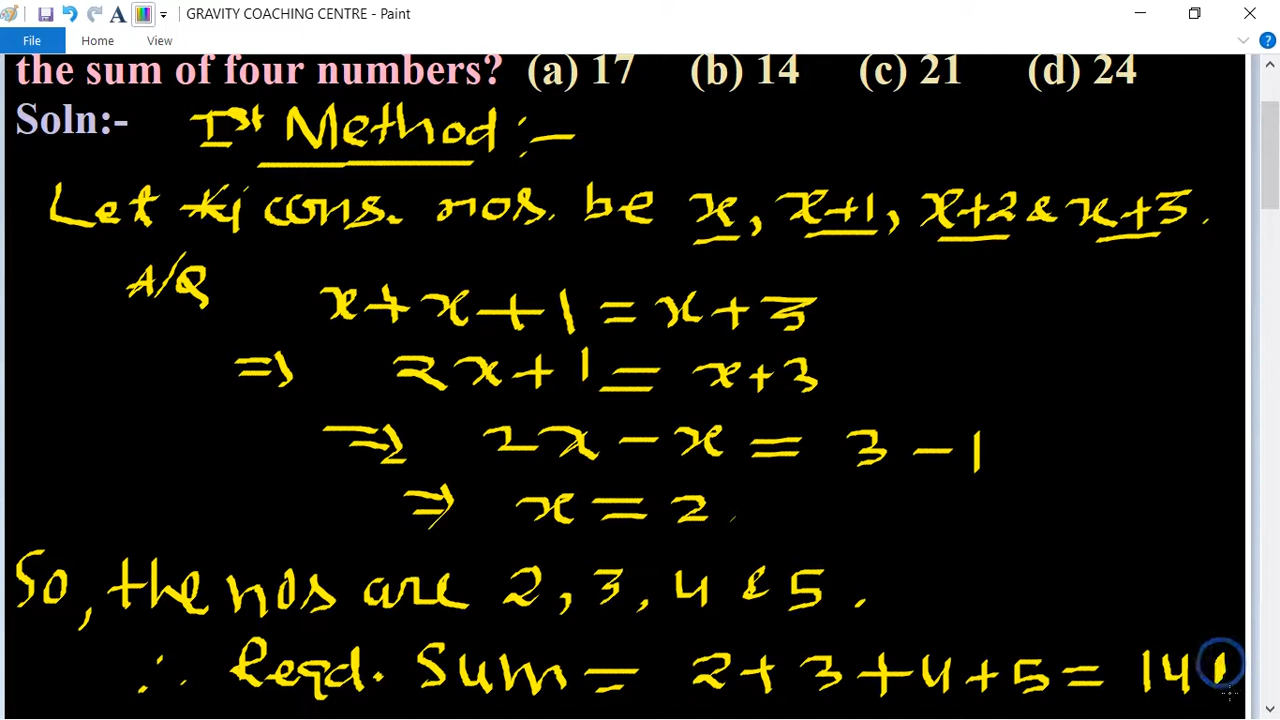 GRAVITY COACHING CENTRE - Paint
File Home View
the sum of four numbers? (a) 17 (b) 14 (c) 21 (d) 24
Soln:- Ist Method :-
Let cons. nos. be x, x+1, x+2 & x+3.
A/Q x+x+1=x+3
⇒ 2x+1=x+3
⇒ 2x-x=3-1
⇒ x=2
So, the nos are 2, 3, 4 & 5.
∴ Reqd. Sum = 2+3+4+5=14